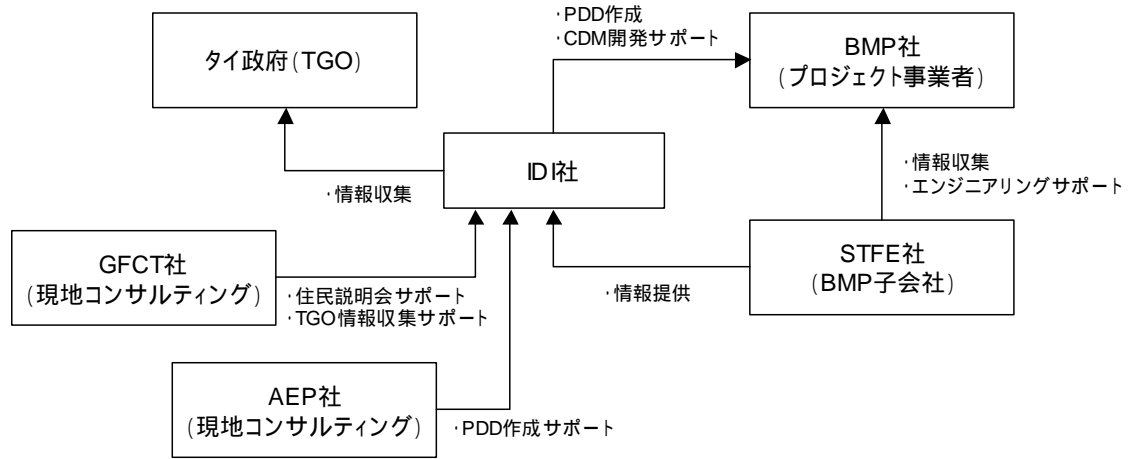 ・PDD作成
・CDM開発サポート
タイ政府(TGO)
BMP社
(プロジェクト事業者)
IDI社
・情報収集
・情報収集
・エンジニアリングサポート
GFCT社
(現地コンサルティング)
・住民説明会サポート
・TGO情報収集サポート
STFE社
(BMP子会社)
・情報提供
AEP社
(現地コンサルティング)
・PDD作成サポート